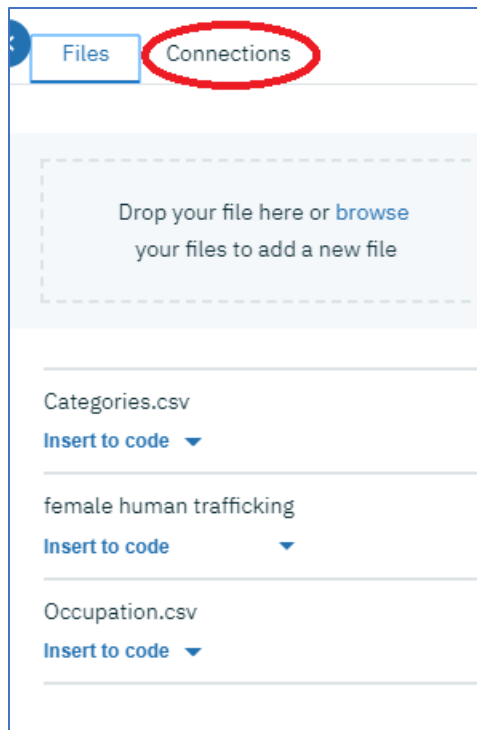 Files Connections
Drop your file here or browse
your files to add a new file
Categories.csv
Insert to code
female human trafficking
Insert to code
Occupation.csv
Insert to code